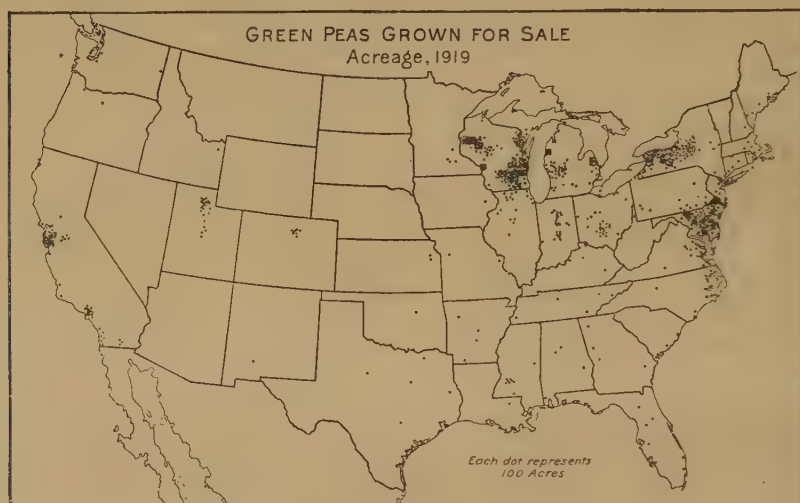 GREEN PEAS GROWN FOR SALE
Acreage, 1919
Each dot represents
100 Acres